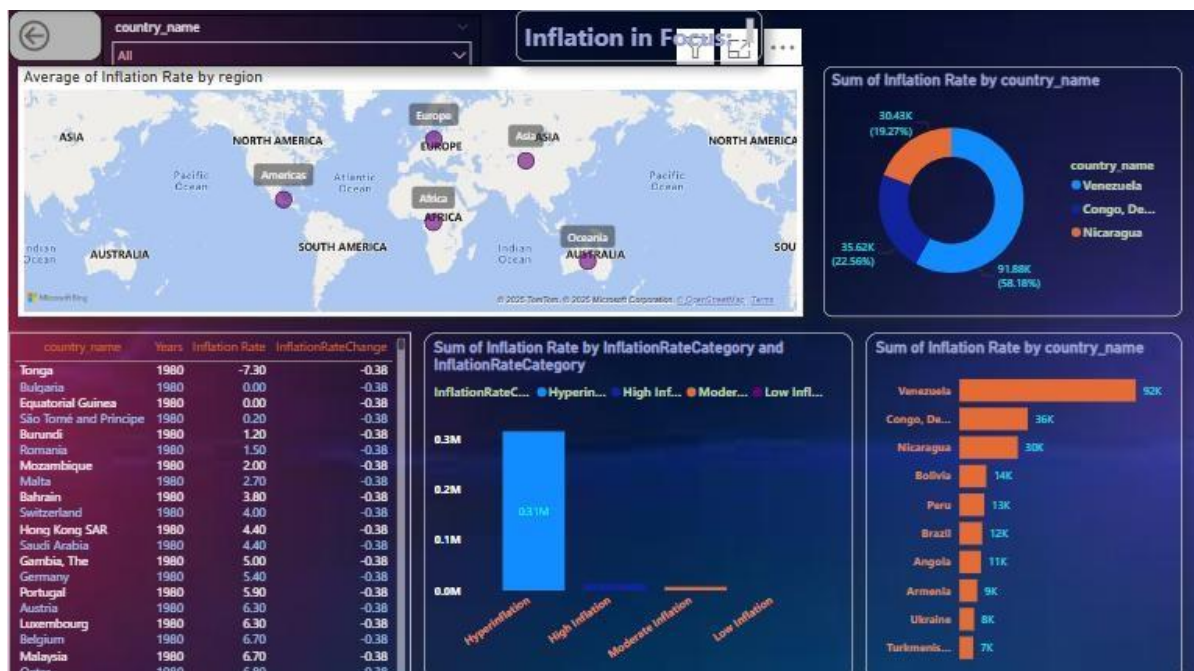 country_name
All
Inflation in Focus:
Average of Inflation Rate by region
ASIA
NORTH AMERICA
Pacific Ocean
Americas
Atlantic Ocean
Europe
EUROPE
Asia
ASIA
Africa
AFRICA
NORTH AMERICA
Pacific Ocean
Indian Ocean
AUSTRALIA
SOUTH AMERICA
Indian Ocean
Oceania
AUSTRALIA
SOU
Microsoft Bing
© 2025 TomTom, © 2025 Microsoft Corporation, © OpenStreetMap Terms
Sum of Inflation Rate by country_name
30.43K
(19.27%)
35.62K
(22.56%)
91.88K
(58.18%)
country_name
Venezuela
Congo, De...
Nicaragua
country_name Years Inflation Rate InflationRateChange
Tonga 1980 -7.30 -0.38
Bulgaria 1980 0.00 -0.38
Equatorial Guinea 1980 0.00 -0.38
São Tomé and Príncipe 1980 0.20 -0.38
Burundi 1980 1.20 -0.38
Romania 1980 1.50 -0.38
Mozambique 1980 2.00 -0.38
Malta 1980 2.70 -0.38
Bahrain 1980 3.80 -0.38
Switzerland 1980 4.00 -0.38
Hong Kong SAR 1980 4.40 -0.38
Saudi Arabia 1980 4.40 -0.38
Gambia, The 1980 5.00 -0.38
Germany 1980 5.40 -0.38
Portugal 1980 5.90 -0.38
Austria 1980 6.30 -0.38
Luxembourg 1980 6.30 -0.38
Belgium 1980 6.70 -0.38
Malaysia 1980 6.70 -0.38
Sum of Inflation Rate by InflationRateCategory and
InflationRateCategory
InflationRateC... Hyperin... High Inf... Moder... Low Infl...
0.3M
0.2M
0.1M
0.0M
0.31M
Hyperinflation
High Inflation
Moderate Inflation
Low Inflation
Sum of Inflation Rate by country_name
Venezuela 92K
Congo, De... 36K
Nicaragua 30K
Bolivia 14K
Peru 13K
Brazil 12K
Angola 11K
Armenia 9K
Ukraine 8K
Turkmenis... 7K